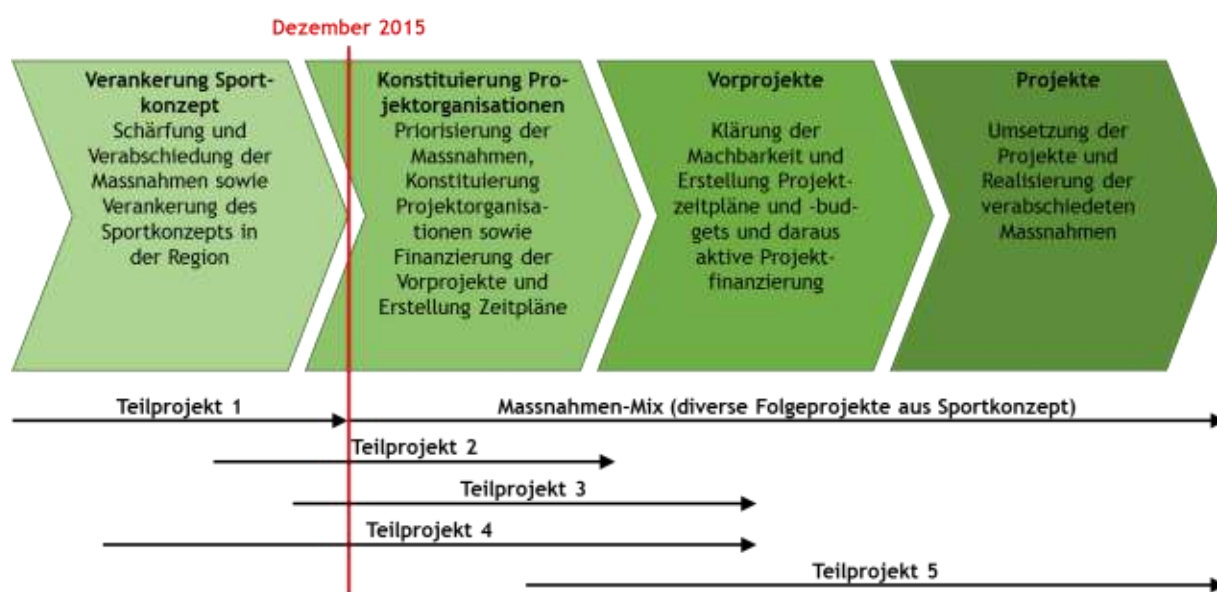 Dezember 2015
Verankerung Sport-
konzept
Schärfung und
Verabschiedung der
Massnahmen sowie
Verankerung des
Sportkonzepts in
der Region
Konstituierung Pro-
jektorganisationen
Priorisierung der
Massnahmen,
Konstituierung
Projektorganisa-
tionen sowie
Finanzierung der
Vorprojekte und
Erstellung Zeitpläne
Vorprojekte
Klärung der
Machbarkeit und
Erstellung Projekt-
zeitpläne und -bud-
gets und daraus
aktive Projekt-
finanzierung
Projekte
Umsetzung der
Projekte und
Realisierung der
verabschiedeten
Massnahmen
Teilprojekt 1
Massnahmen-Mix (diverse Folgeprojekte aus Sportkonzept)
Teilprojekt 2
Teilprojekt 3
Teilprojekt 4
Teilprojekt 5